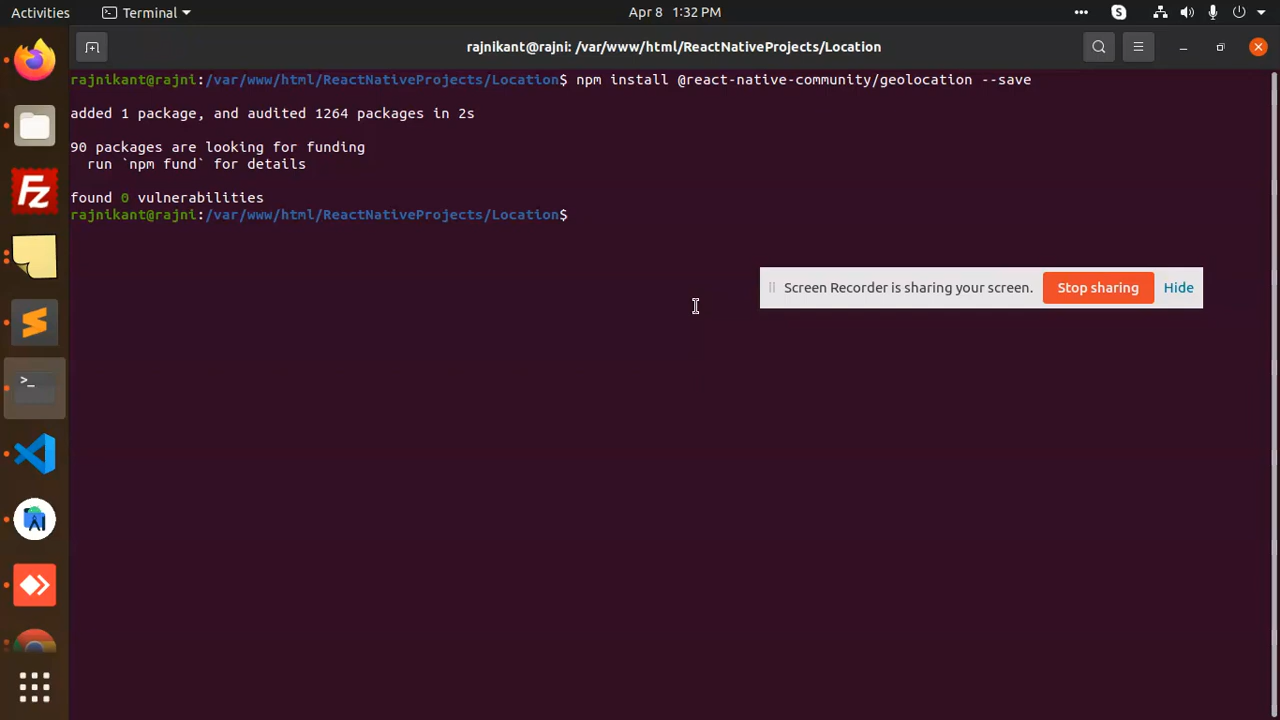 Activities
Terminal
Apr 8 1:32 PM
rajnikant@rajni: /var/www/html/ReactNativeProjects/Location
rajnikant@rajni:/var/www/html/ReactNativeProjects/Location$ npm install @react-native-community/geolocation --save
added 1 package, and audited 1264 packages in 2s
90 packages are looking for funding
run `npm fund` for details
found 0 vulnerabilities
rajnikant@rajni:/var/www/html/ReactNativeProjects/Location$
Screen Recorder is sharing your screen.
Stop sharing
Hide
Fz
>_